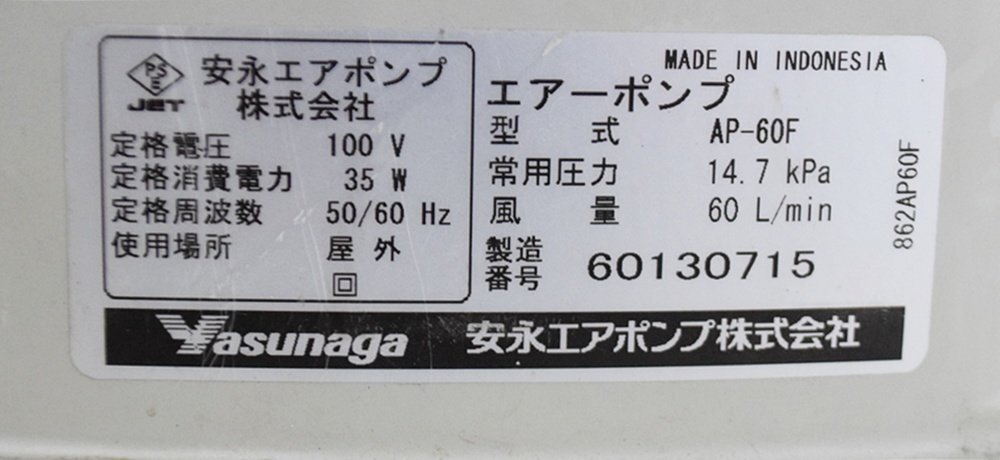 PSE
JET
安永エアポンプ
株式会社
定格電圧 100 V
定格消費電力 35 W
定格周波数 50/60 Hz
使用場所 屋 外
MADE IN INDONESIA
エアーポンプ
型 式 AP-60F
常用圧力 14.7 kPa
風 量 60 L/min
製造
番号 60130715
862AP60F
Yasunaga 安永エアポンプ株式会社